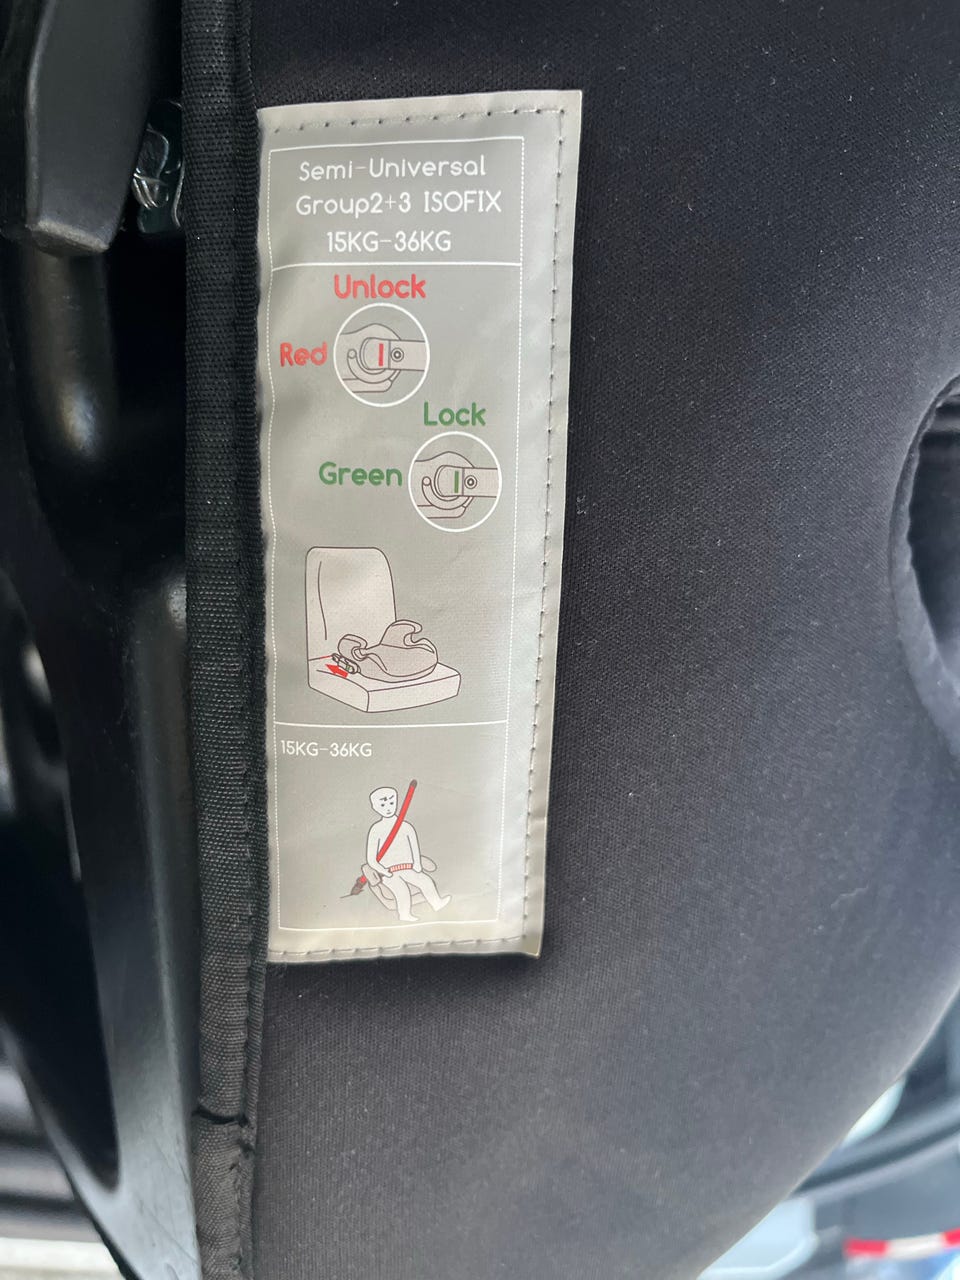 Semi-Universal
Group2+3 ISOFIX
15KG-36KG
Unlock
Red
Lock
Green
15KG-36KG